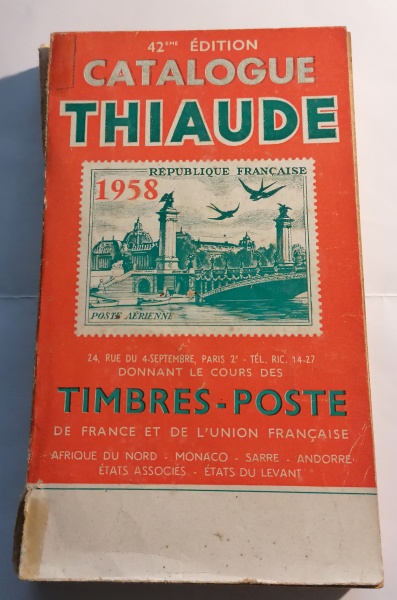 42ᴱᴹᴱ ÉDITION
CATALOGUE
THIAUDE
RÉPUBLIQUE FRANÇAISE
1958
POSTE AÉRIENNE
24, RUE DU 4-SEPTEMBRE, PARIS 2ᵉ - TÉL. RIC. 14-27
DONNANT LE COURS DES
TIMBRES-POSTE
DE FRANCE ET DE L'UNION FRANÇAISE
AFRIQUE DU NORD - MONACO - SARRE - ANDORRE
ÉTATS ASSOCIÉS - ÉTATS DU LEVANT